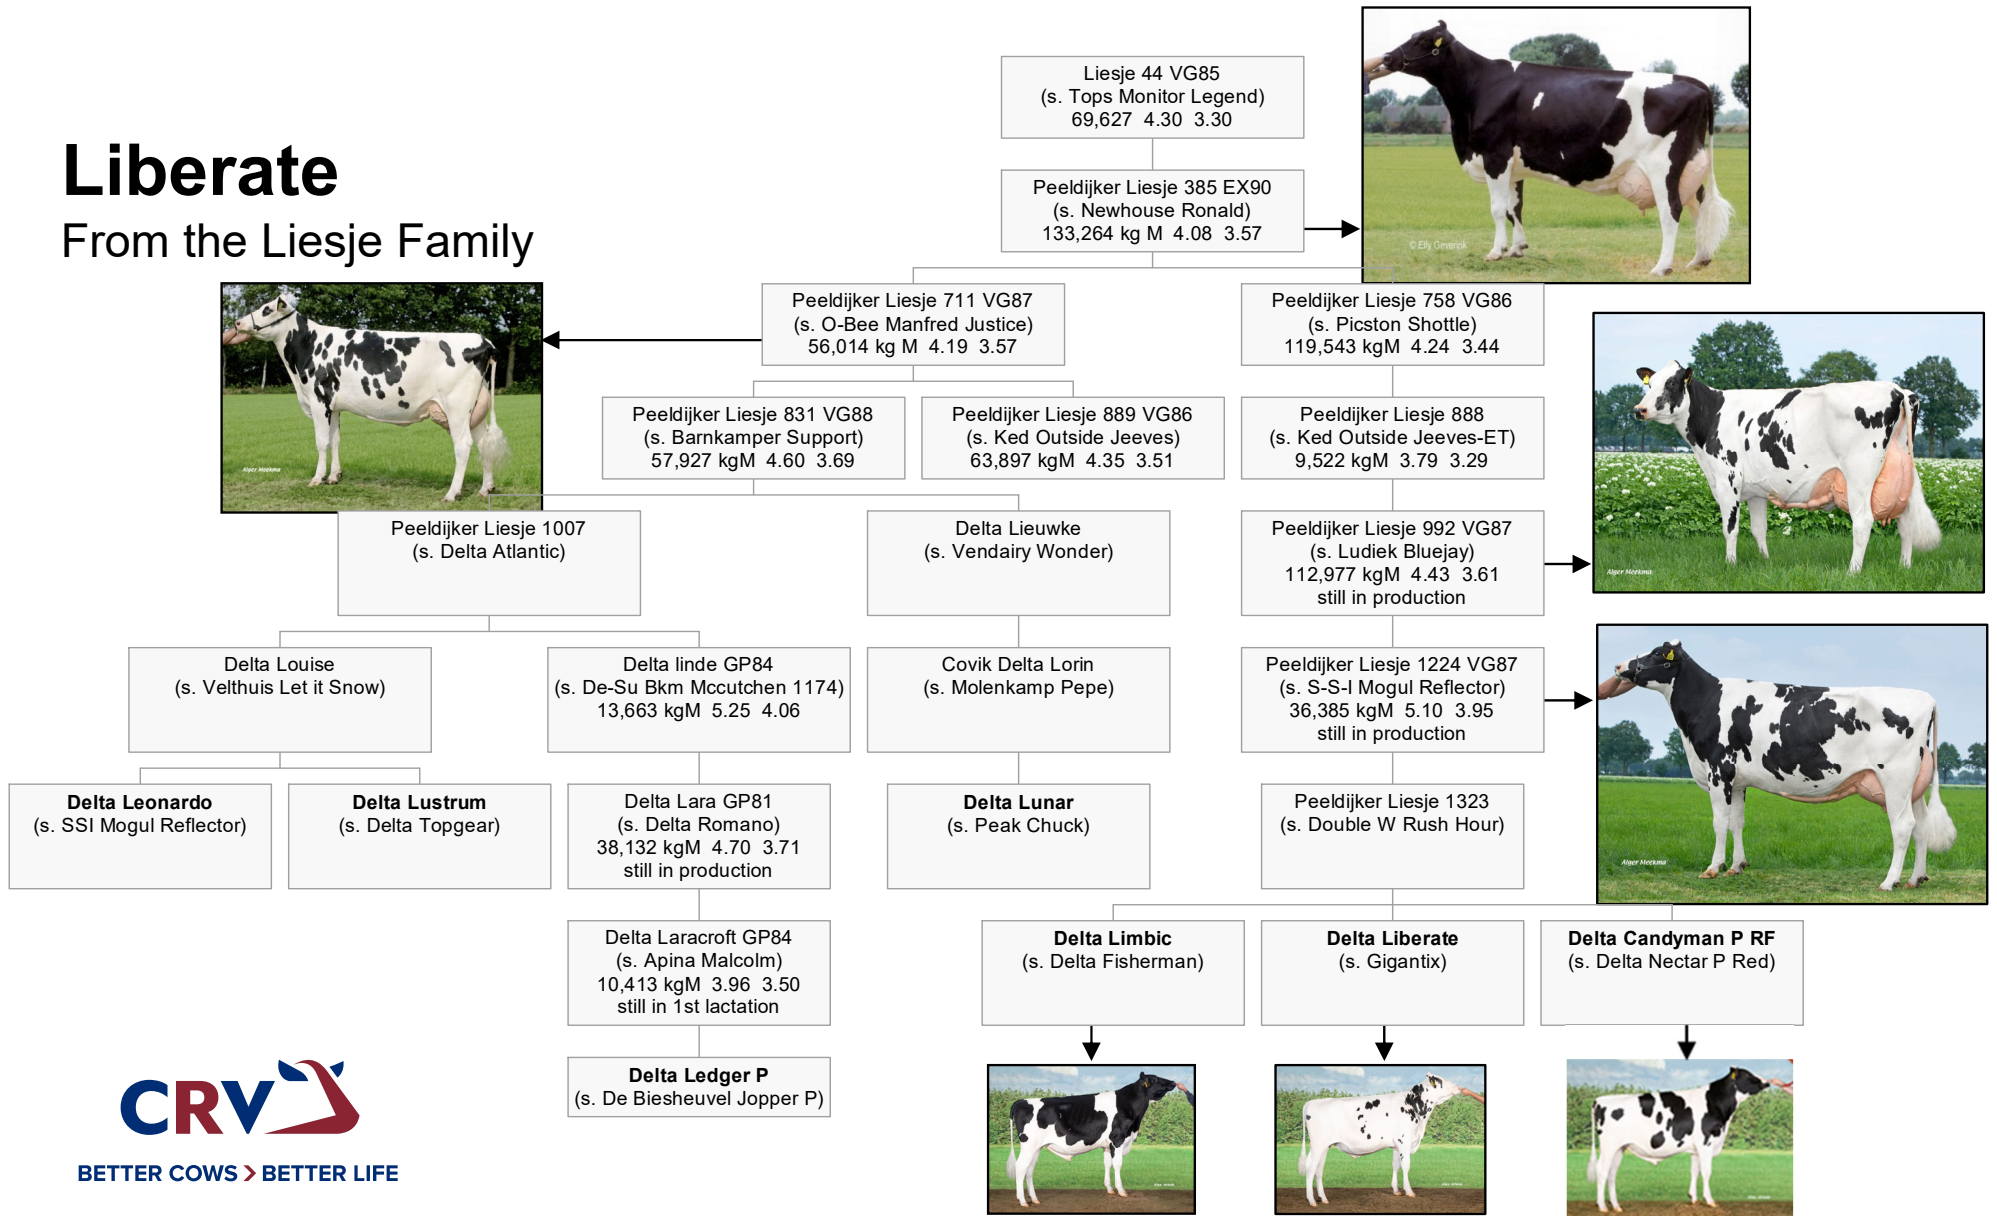 Liberate
From the Liesje Family
Liesje 44 VG85
(s. Tops Monitor Legend)
69,627 4.30 3.30
Peeldijker Liesje 385 EX90
(s. Newhouse Ronald)
133,264 kg M 4.08 3.57
© Elly Geverink
Peeldijker Liesje 711 VG87
(s. O-Bee Manfred Justice)
56,014 kg M 4.19 3.57
Peeldijker Liesje 758 VG86
(s. Picston Shottle)
119,543 kgM 4.24 3.44
Alger Meekma
Peeldijker Liesje 831 VG88
(s. Barnkamper Support)
57,927 kgM 4.60 3.69
Peeldijker Liesje 889 VG86
(s. Ked Outside Jeeves)
63,897 kgM 4.35 3.51
Peeldijker Liesje 888
(s. Ked Outside Jeeves-ET)
9,522 kgM 3.79 3.29
Peeldijker Liesje 1007
(s. Delta Atlantic)
Delta Lieuwke
(s. Vendairy Wonder)
Peeldijker Liesje 992 VG87
(s. Ludiek Bluejay)
112,977 kgM 4.43 3.61
still in production
Alger Meekma
Delta Louise
(s. Velthuis Let it Snow)
Delta linde GP84
(s. De-Su Bkm Mccutchen 1174)
13,663 kgM 5.25 4.06
Covik Delta Lorin
(s. Molenkamp Pepe)
Peeldijker Liesje 1224 VG87
(s. S-S-I Mogul Reflector)
36,385 kgM 5.10 3.95
still in production
Alger Meekma
Delta Leonardo
(s. SSI Mogul Reflector)
Delta Lustrum
(s. Delta Topgear)
Delta Lara GP81
(s. Delta Romano)
38,132 kgM 4.70 3.71
still in production
Delta Lunar
(s. Peak Chuck)
Peeldijker Liesje 1323
(s. Double W Rush Hour)
Delta Laracroft GP84
(s. Apina Malcolm)
10,413 kgM 3.96 3.50
still in 1st lactation
Delta Limbic
(s. Delta Fisherman)
Delta Liberate
(s. Gigantix)
Delta Candyman P RF
(s. Delta Nectar P Red)
Delta Ledger P
(s. De Biesheuvel Jopper P)
CRV
BETTER COWS > BETTER LIFE